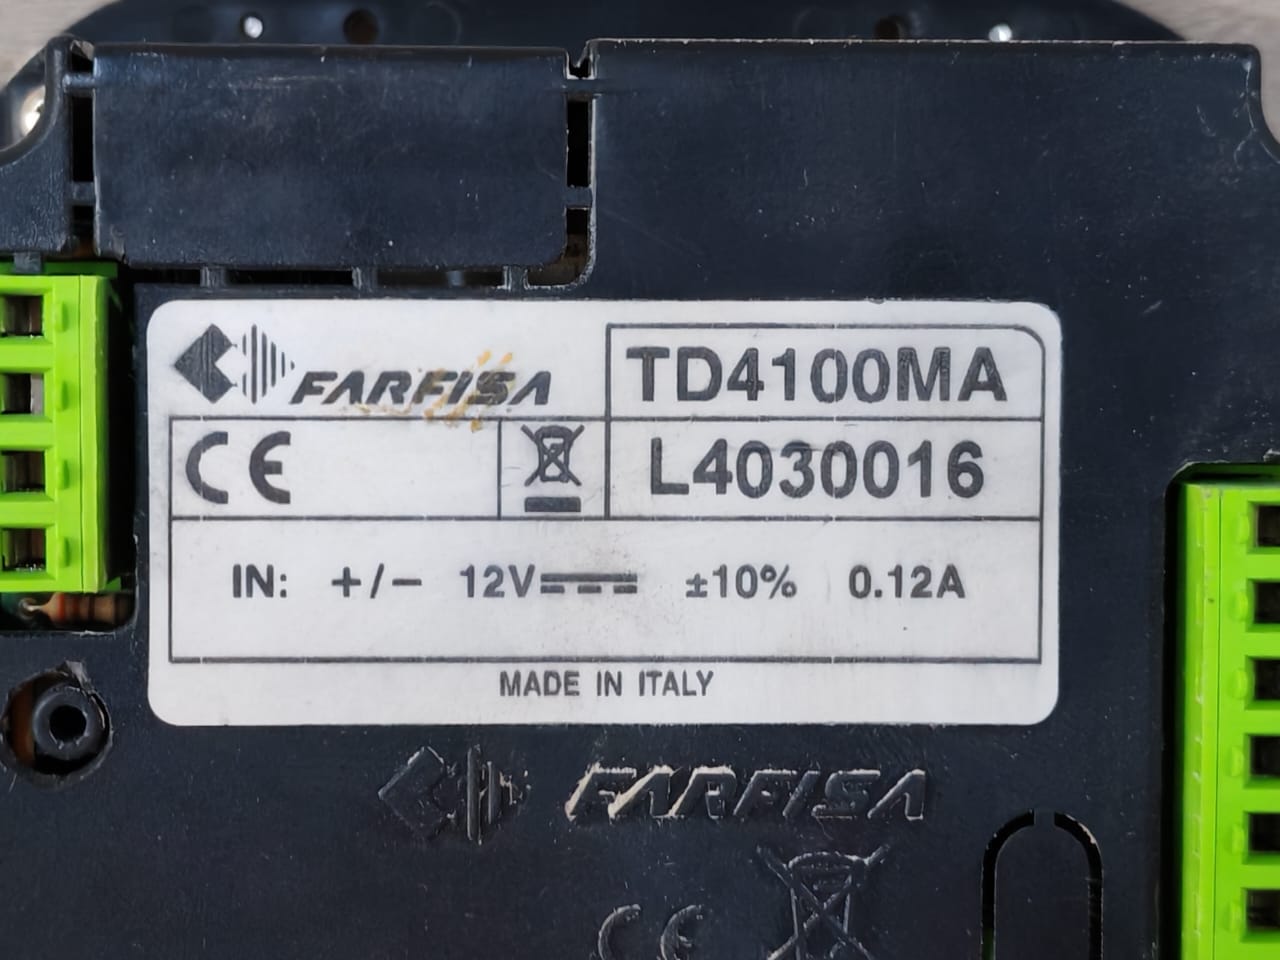 FARFISA
TD4100MA
CE
L4030016
IN: +/− 12V ±10% 0.12A
MADE IN ITALY
FARFISA
CE